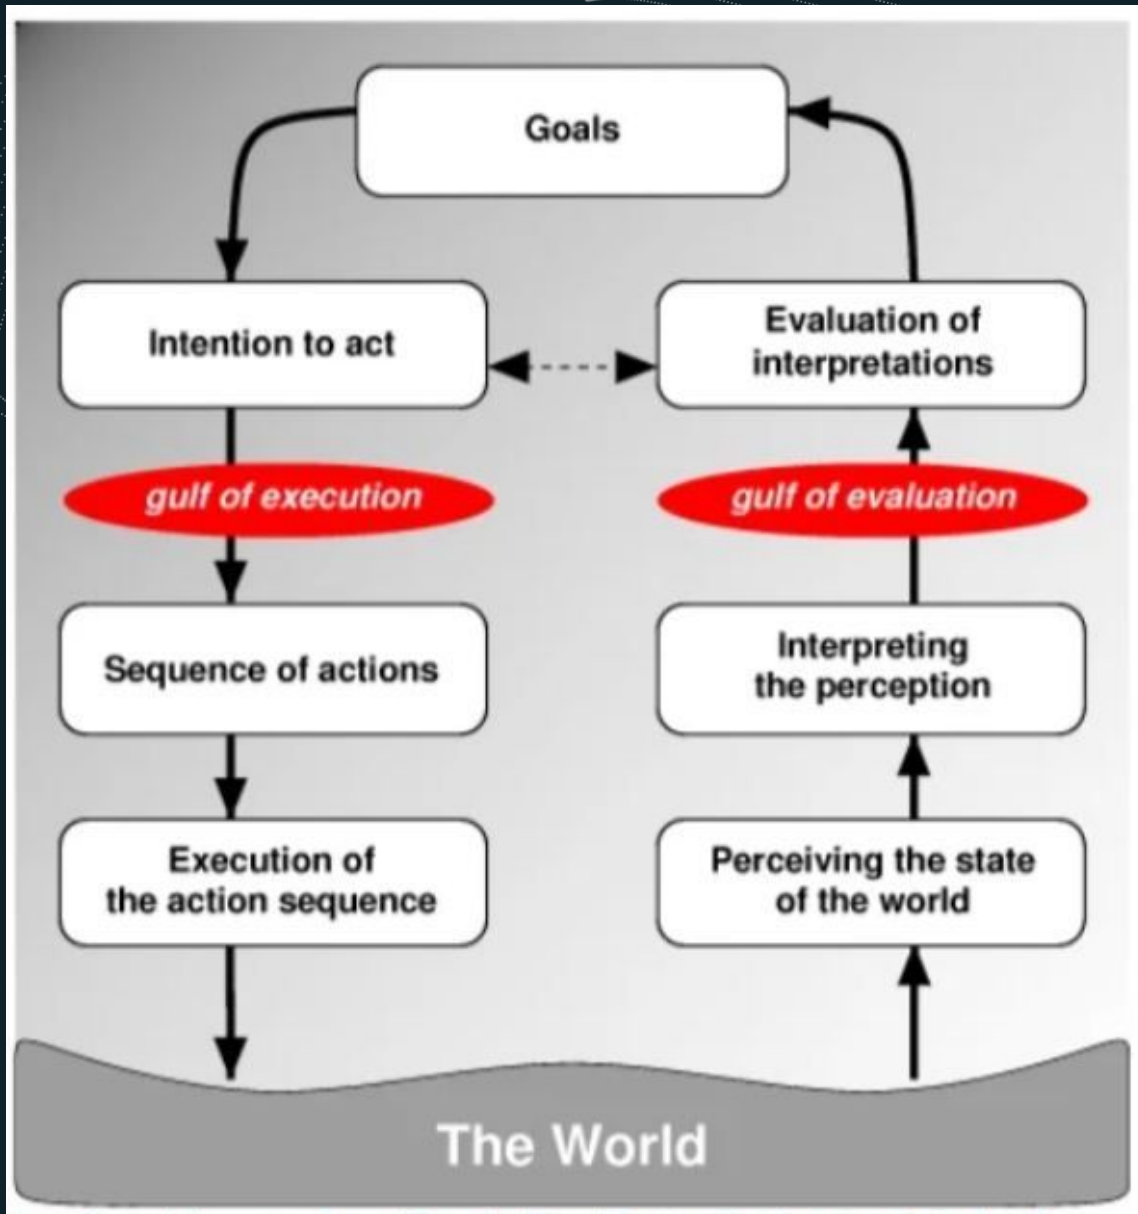 Goals
Intention to act
Evaluation of
interpretations
gulf of execution
gulf of evaluation
Sequence of actions
Interpreting
the perception
Execution of
the action sequence
Perceiving the state
of the world
The World